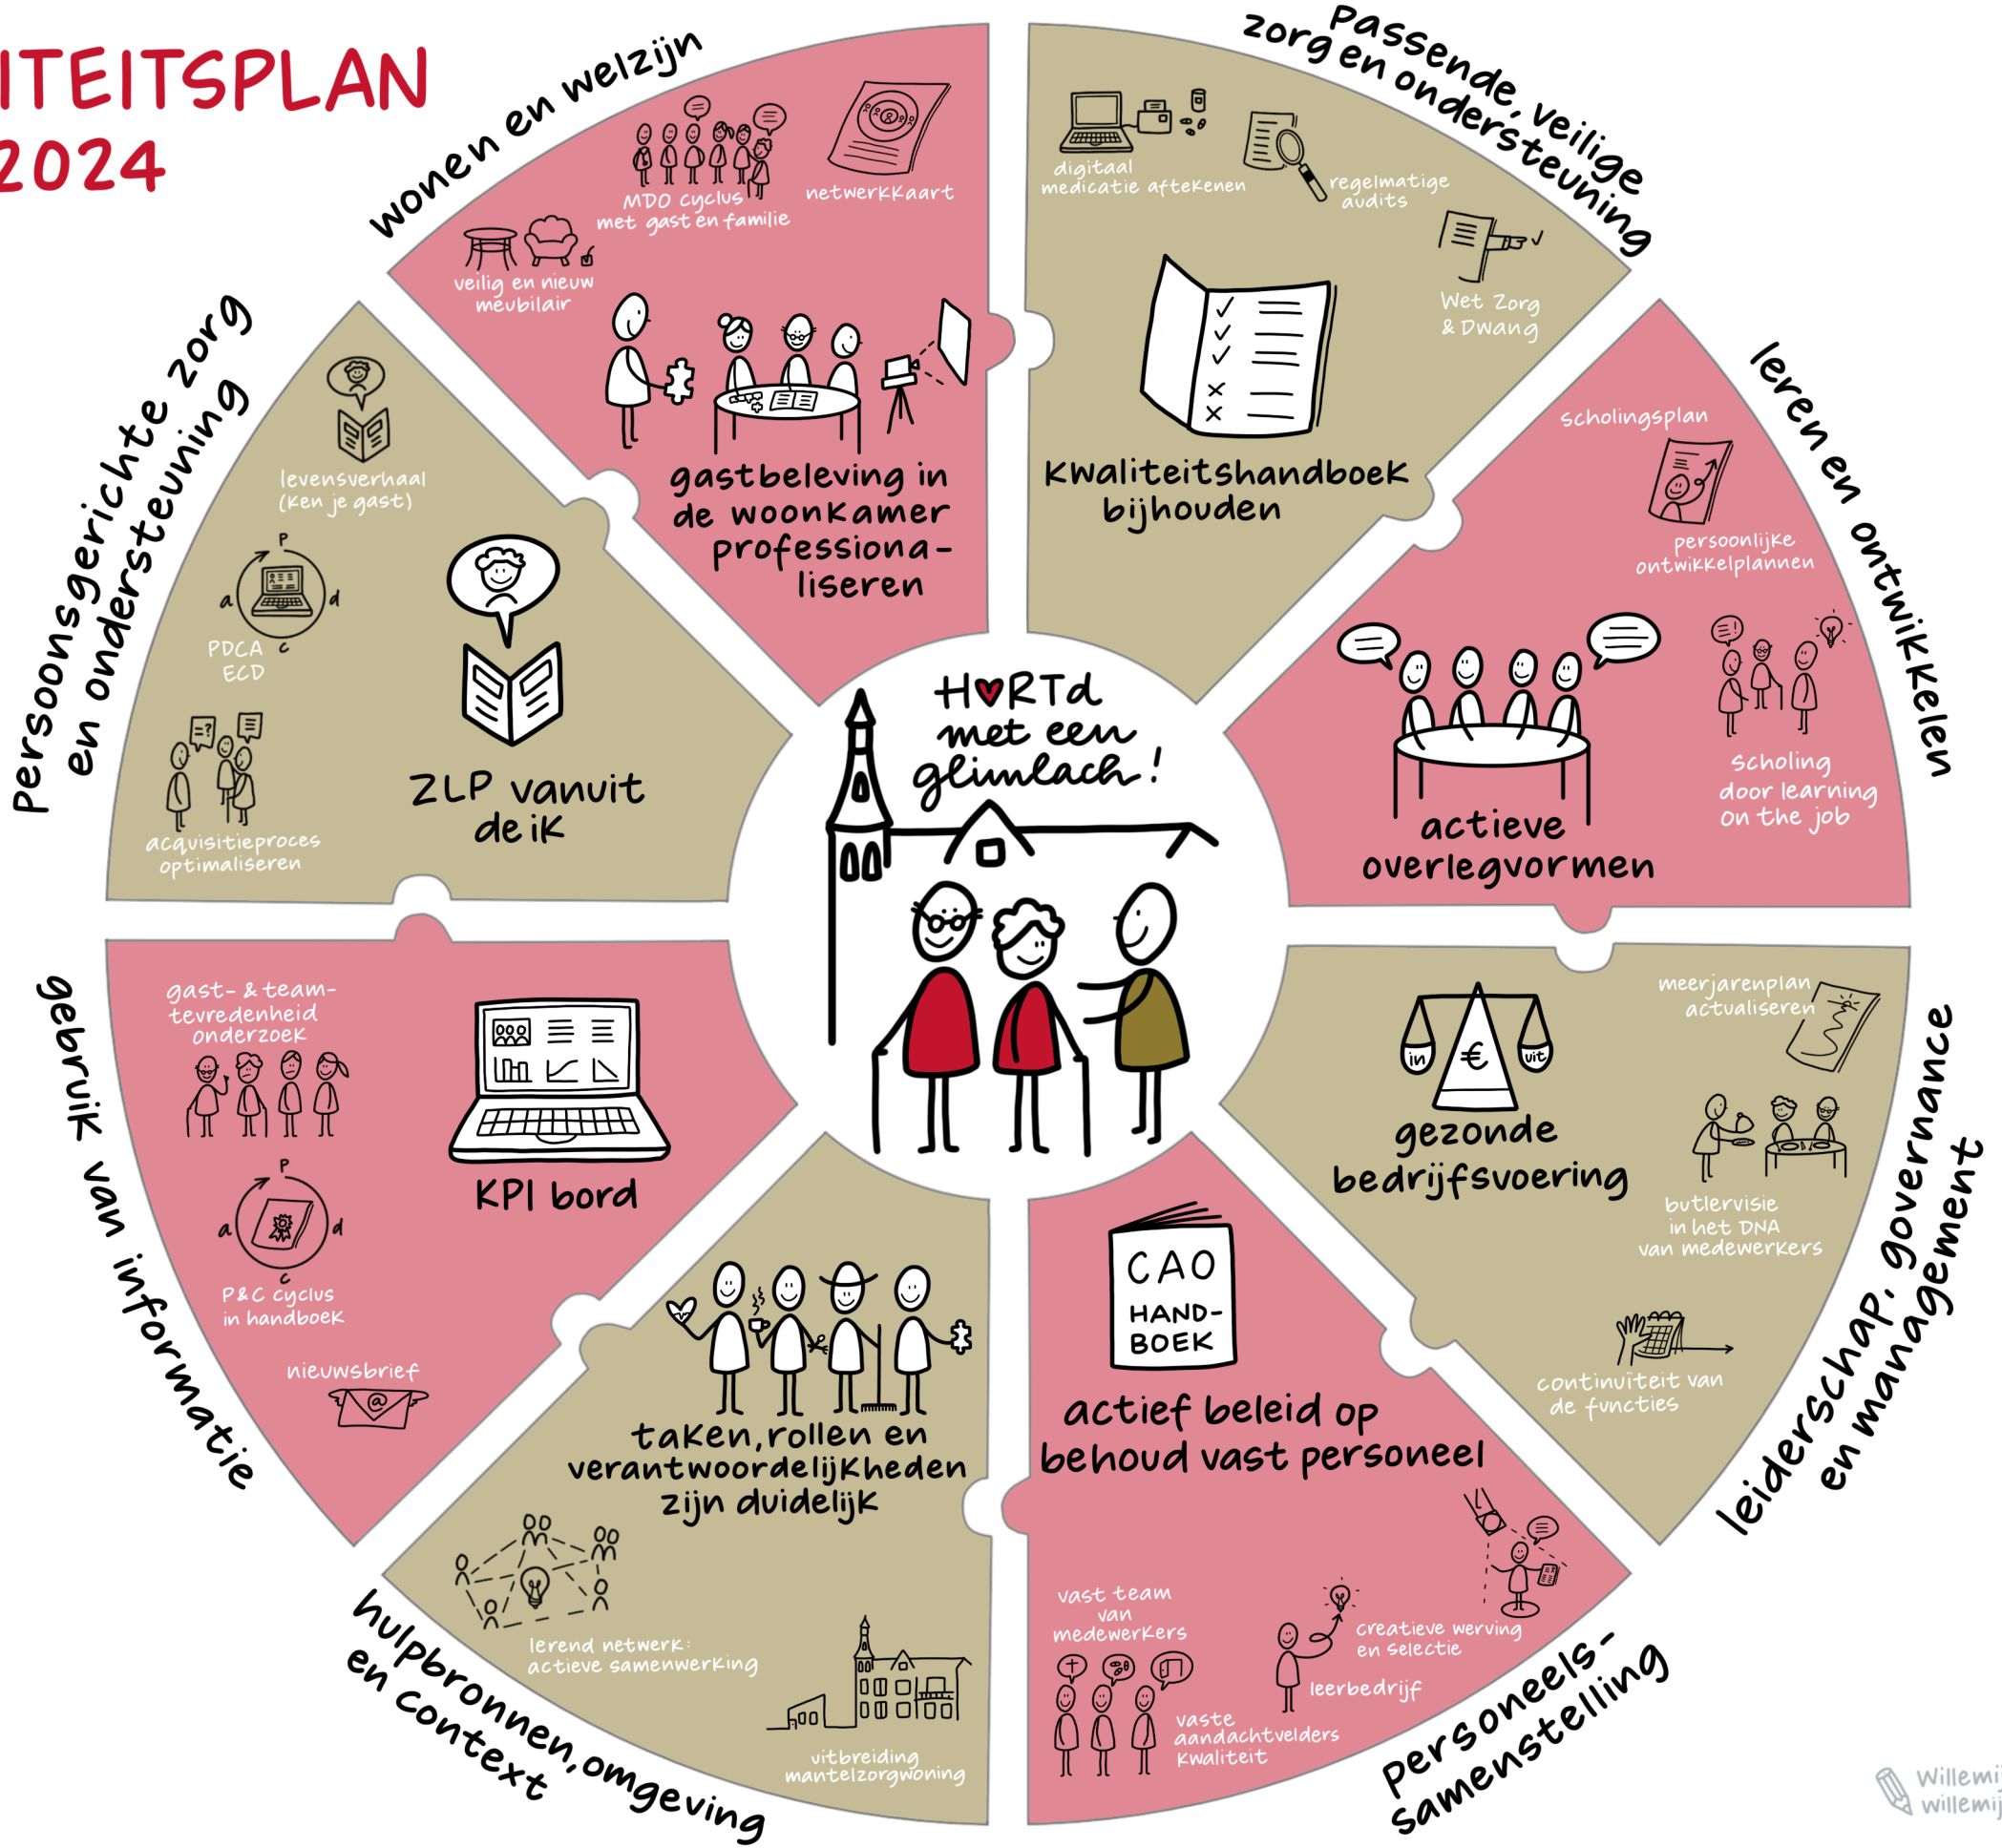 ITEITSPLAN
2024
wonen en welzijn
MDO cyclus
met gast en familie
netwerkkaart
veilig en nieuw
meubilair
gastbeleving in
de woonkamer
professiona-
liseren
Passende, veilige
zorg en ondersteuning
digitaal
medicatie aftekenen
regelmatige
audits
Wet Zorg
& Dwang
Kwaliteitshandboek
bijhouden
leren en ontwikkelen
scholingsplan
persoonlijke
ontwikkelplannen
scholing
door learning
on the job
actieve
overlegvormen
leiderschap, governance
en management
meerjarenplan
actualiseren
in
€
uit
gezonde
bedrijfsvoering
butlervisie
in het DNA
van medewerkers
continuïteit van
de functies
personeels-
samenstelling
CAO
HAND-
BOEK
actief beleid op
behoud vast personeel
vast team
van
medewerkers
creatieve werving
en selectie
leerbedrijf
vaste
aandachtvelders
kwaliteit
hulpbronnen, omgeving
en context
taken, rollen en
verantwoordelijkheden
zijn duidelijk
lerend netwerk:
actieve samenwerking
uitbreiding
mantelzorgwoning
gebruik van informatie
gast- & team-
tevredenheid
onderzoek
KPI bord
P
a d
c
P&C cyclus
in handboek
nieuwsbrief
@
Persoonsgerichte zorg
en ondersteuning
levensverhaal
(ken je gast)
P
a d
c
PDCA
ECD
=?
acquisitieproces
optimaliseren
ZLP vanuit
de ik
H♥RTd
met een
glimlach!
Willemij
willemij